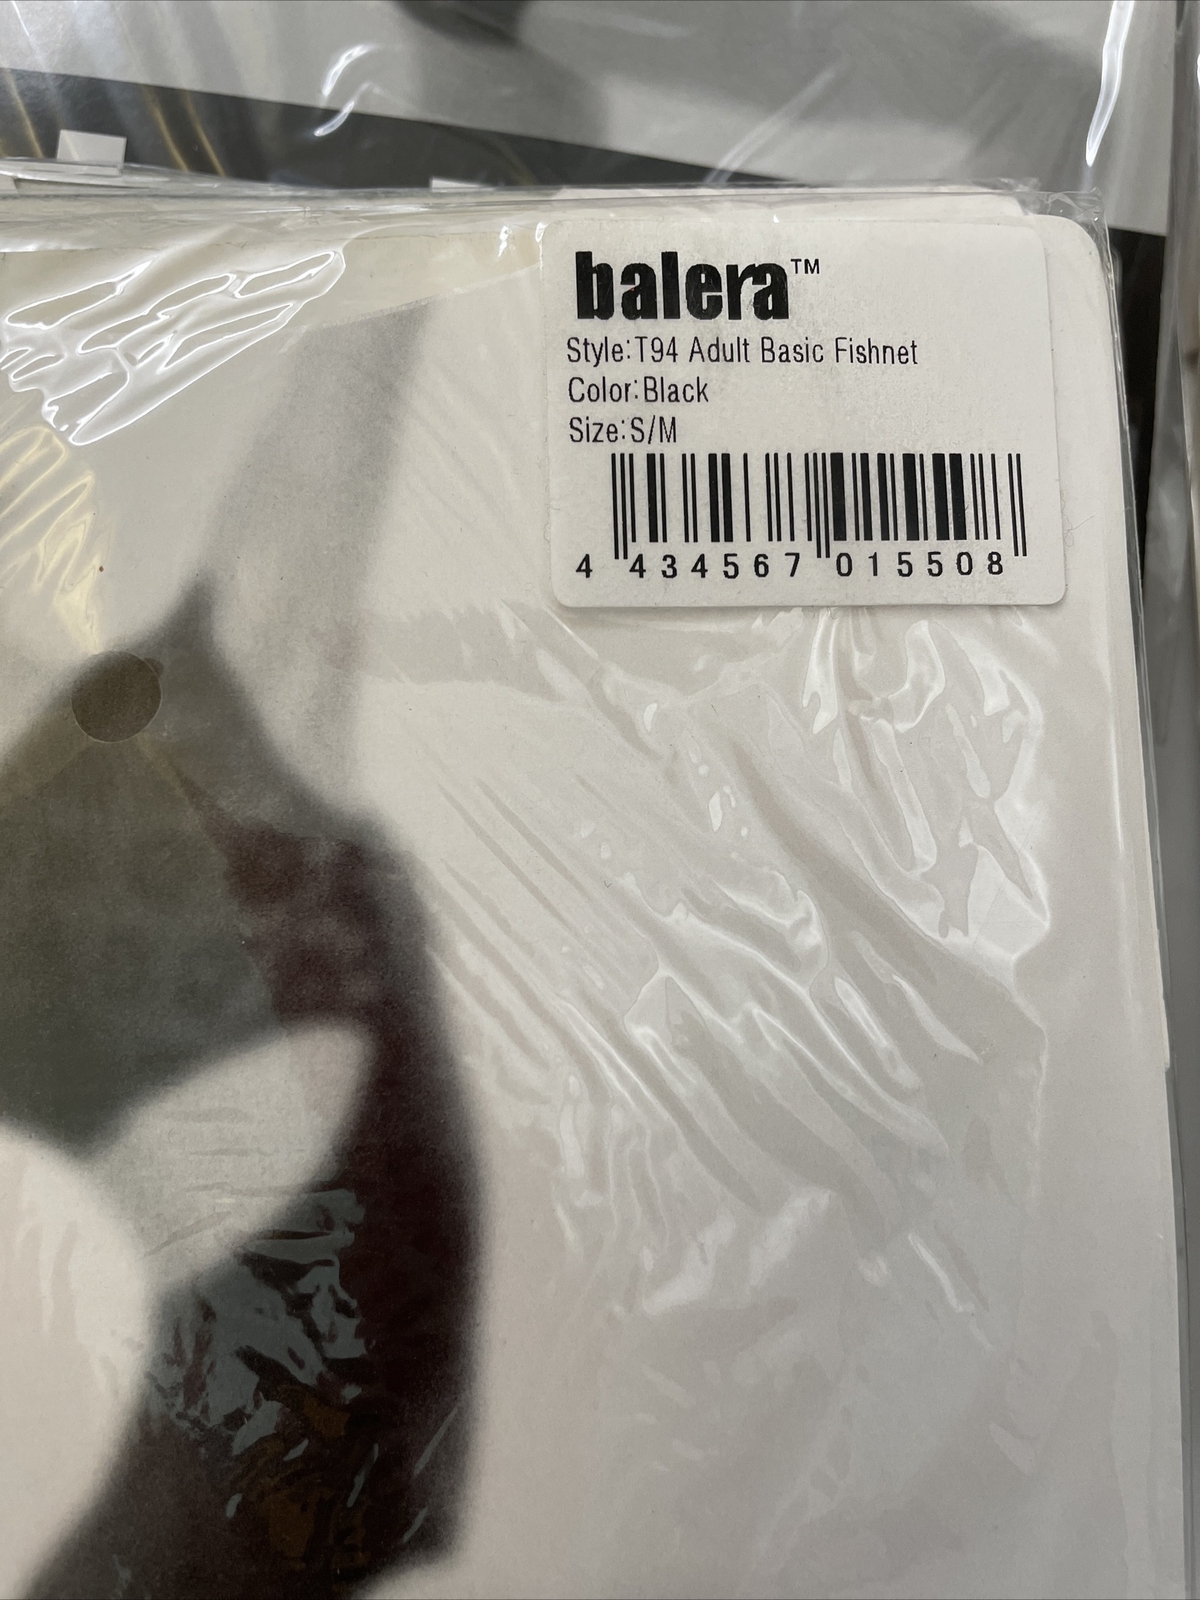 balera™
Style:T94 Adult Basic Fishnet
Color:Black
Size:S/M
4 434567 015508